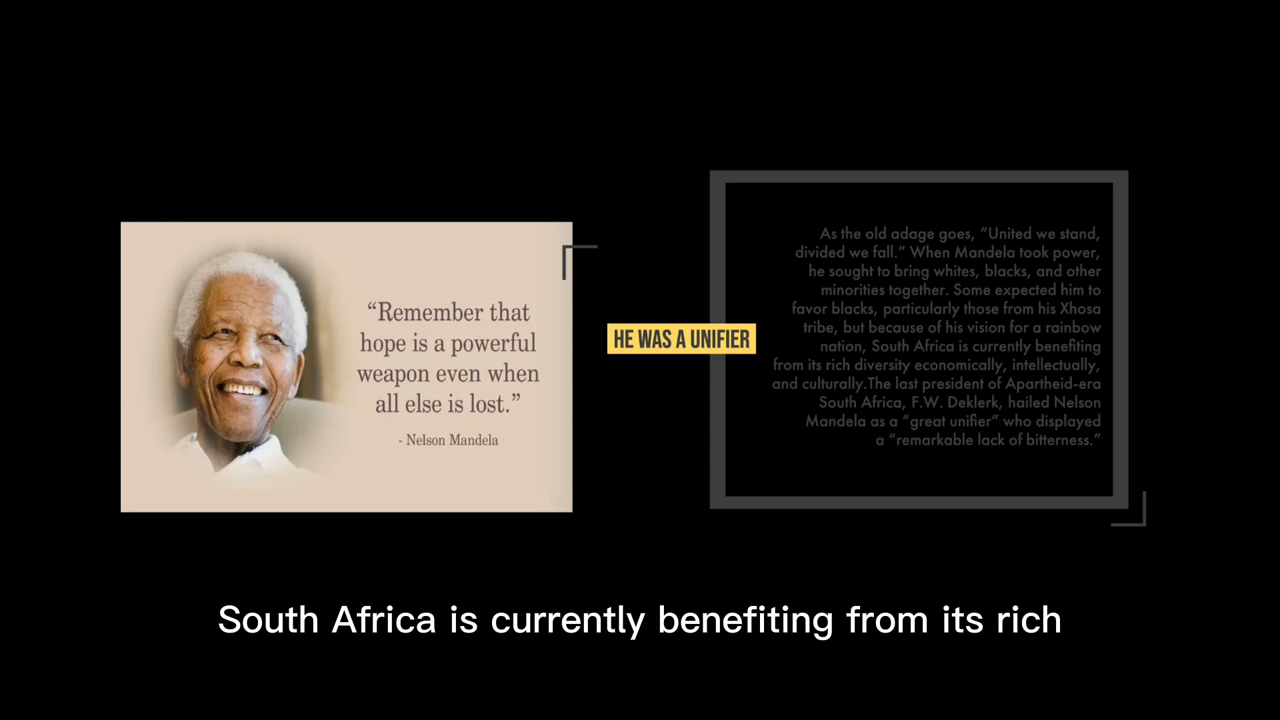 “Remember that
hope is a powerful
weapon even when
all else is lost.”
- Nelson Mandela
HE WAS A UNIFIER
As the old adage goes, “United we stand,
divided we fall.” When Mandela took power,
he sought to bring whites, blacks, and other
minorities together. Some expected him to
favor blacks, particularly those from his Xhosa
tribe, but because of his vision for a rainbow
nation, South Africa is currently benefiting
from its rich diversity economically, intellectually,
and culturally.The last president of Apartheid-era
South Africa, F.W. Deklerk, hailed Nelson
Mandela as a “great unifier” who displayed
a “remarkable lack of bitterness.”
South Africa is currently benefiting from its rich